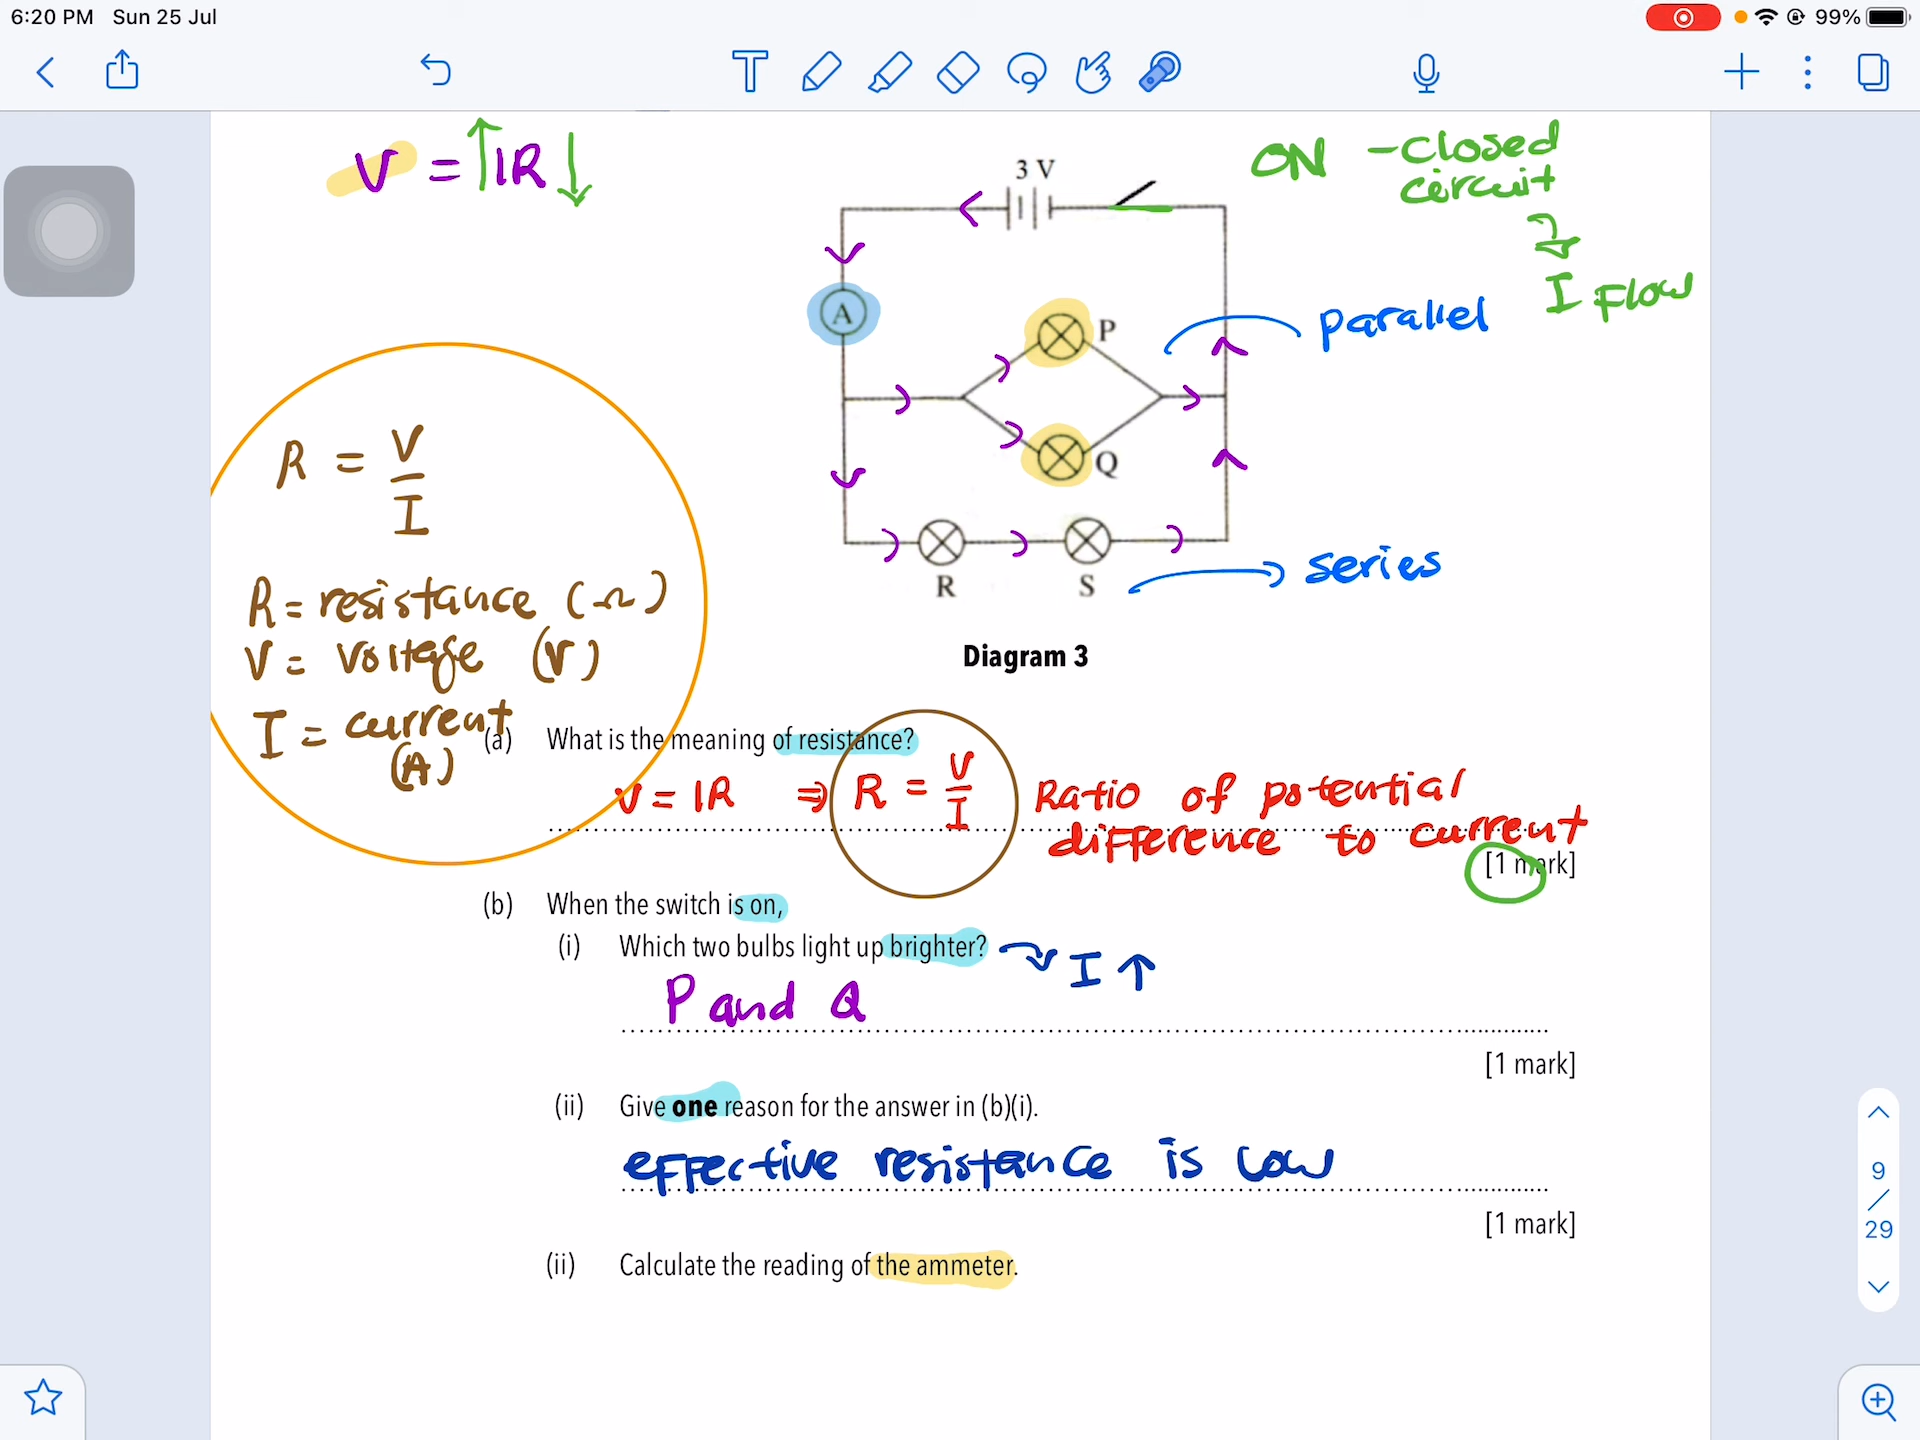 6:20 PM Sun 25 Jul
99%
V = IR
3 V
ON - closed
circuit
I flow
A
P
parallel
Q
R = V
I
R
S
series
R = resistance (Ω)
V = voltage (V)
I = current
(A)
Diagram 3
(a) What is the meaning of resistance?
V = IR ⇒ R = V
I
Ratio of potential
difference to current
[1 mark]
(b) When the switch is on,
(i) Which two bulbs light up brighter?
I ↑
P and Q
[1 mark]
(ii) Give one reason for the answer in (b)(i).
effective resistance is low
[1 mark]
(ii) Calculate the reading of the ammeter.
9
/
29